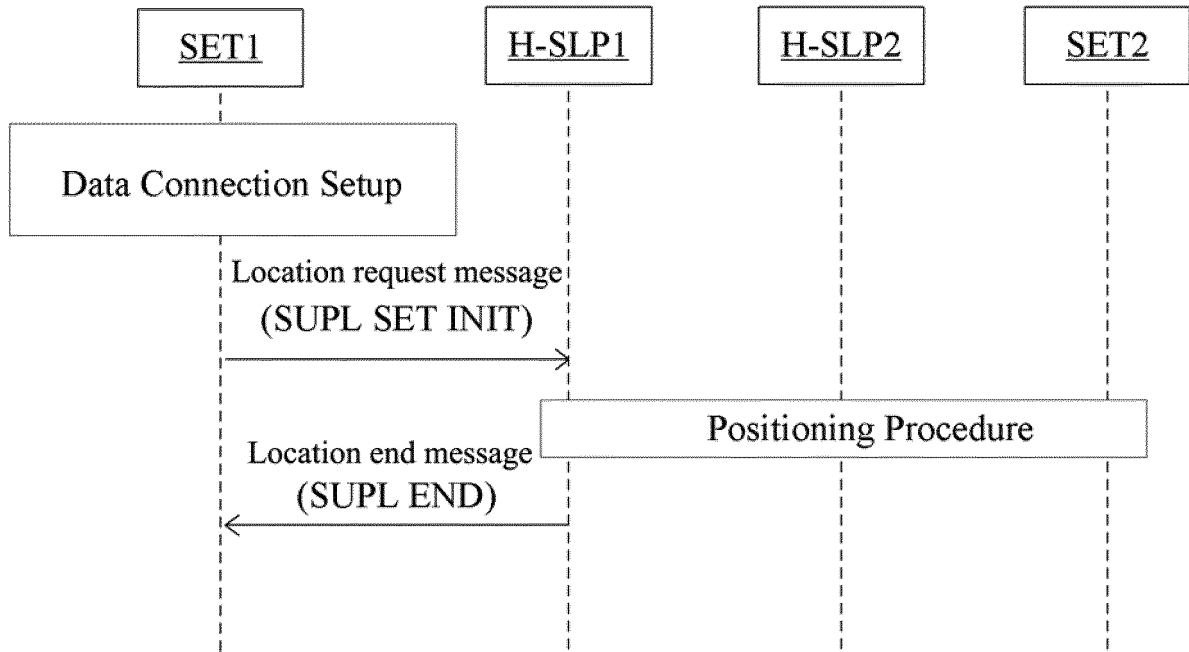 SET1
H-SLP1
H-SLP2
SET2
Data Connection Setup
Location request message
(SUPL SET INIT)
Positioning Procedure
Location end message
(SUPL END)